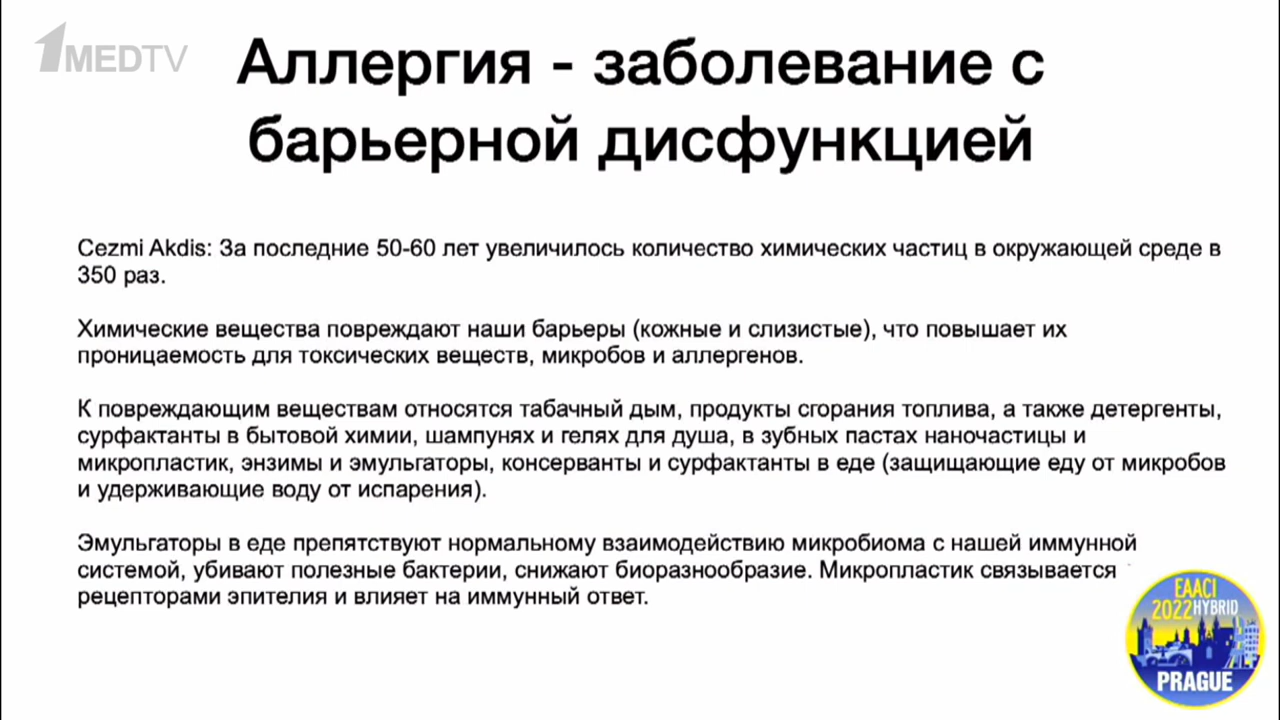 1MEDTV
Аллергия - заболевание с
барьерной дисфункцией
Cezmi Akdis: За последние 50-60 лет увеличилось количество химических частиц в окружающей среде в
350 раз.
Химические вещества повреждают наши барьеры (кожные и слизистые), что повышает их
проницаемость для токсических веществ, микробов и аллергенов.
К повреждающим веществам относятся табачный дым, продукты сгорания топлива, а также детергенты,
сурфактанты в бытовой химии, шампунях и гелях для душа, в зубных пастах наночастицы и
микропластик, энзимы и эмульгаторы, консерванты и сурфактанты в еде (защищающие еду от микробов
и удерживающие воду от испарения).
Эмульгаторы в еде препятствуют нормальному взаимодействию микробиома с нашей иммунной
системой, убивают полезные бактерии, снижают биоразнообразие. Микропластик связывается
рецепторами эпителия и влияет на иммунный ответ.
EAACI
2022 HYBRID
PRAGUE